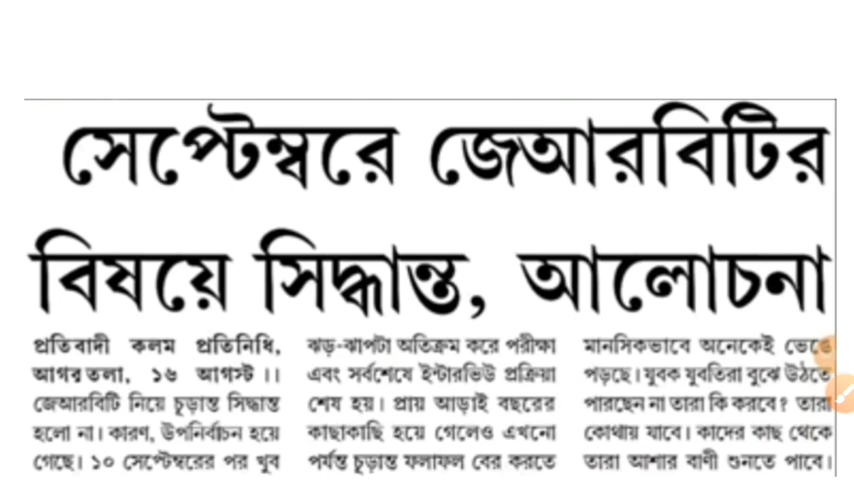 সেপ্টেম্বরে জেআরবিটির
বিষয়ে সিদ্ধান্ত, আলোচনা
প্রতিবাদী কলম প্রতিনিধি,
আগরতলা, ১৬ আগস্ট ।।
জেআরবিটি নিয়ে চূড়ান্ত সিদ্ধান্ত
হলো না। কারণ, উপনির্বাচন হয়ে
গেছে। ১০ সেপ্টেম্বরের পর খুব
ঝড়-ঝাপটা অতিক্রম করে পরীক্ষা
এবং সর্বশেষে ইন্টারভিউ প্রক্রিয়া
শেষ হয়। প্রায় আড়াই বছরের
কাছাকাছি হয়ে গেলেও এখনো
পর্যন্ত চূড়ান্ত ফলাফল বের করতে
মানসিকভাবে অনেকেই ভেঙে
পড়ছে। যুবক যুবতিরা বুঝে উঠতে
পারছেন না তারা কি করবে? তারা
কোথায় যাবে। কাদের কাছ থেকে
তারা আশার বাণী শুনতে পাবে।